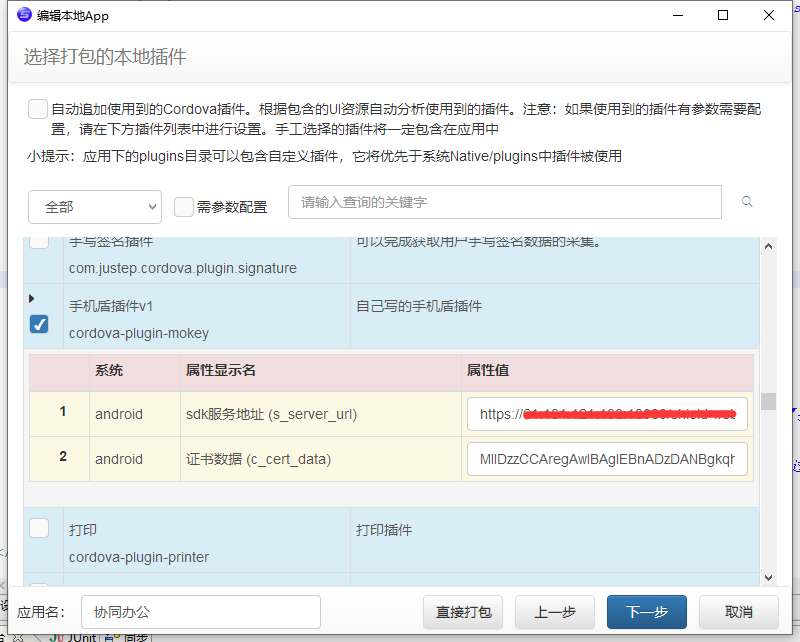 编辑本地App
选择打包的本地插件
自动追加使用到的Cordova插件。根据包含的UI资源自动分析使用到的插件。注意：如果使用到的插件有参数需要配
置，请在下方插件列表中进行设置。手工选择的插件将一定包含在应用中
小提示：应用下的plugins目录可以包含自定义插件，它将优先于系统Native/plugins中插件被使用
全部 需参数配置 请输入查询的关键字
手写签名插件 可以完成获取用户手写签名数据的采集。
com.justep.cordova.plugin.signature
手机盾插件v1 自己写的手机盾插件
cordova-plugin-mokey
系统 属性显示名 属性值
1 android sdk服务地址 (s_server_url) https://
2 android 证书数据 (c_cert_data) MIIDzzCCAregAwIBAgIEBnADzDANBgkqh
打印 打印插件
cordova-plugin-printer
应用名： 协同办公 直接打包 上一步 下一步 取消
JUnit 同步